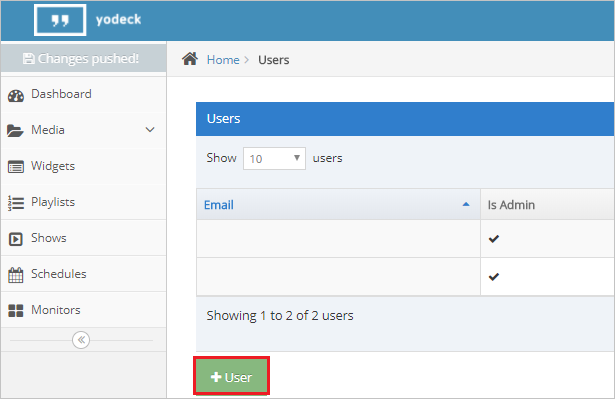 yodeck
Changes pushed!
Home > Users
Dashboard
Media
Widgets
Playlists
Shows
Schedules
Monitors
Users
Show 10 users
Email Is Admin
Showing 1 to 2 of 2 users
+ User